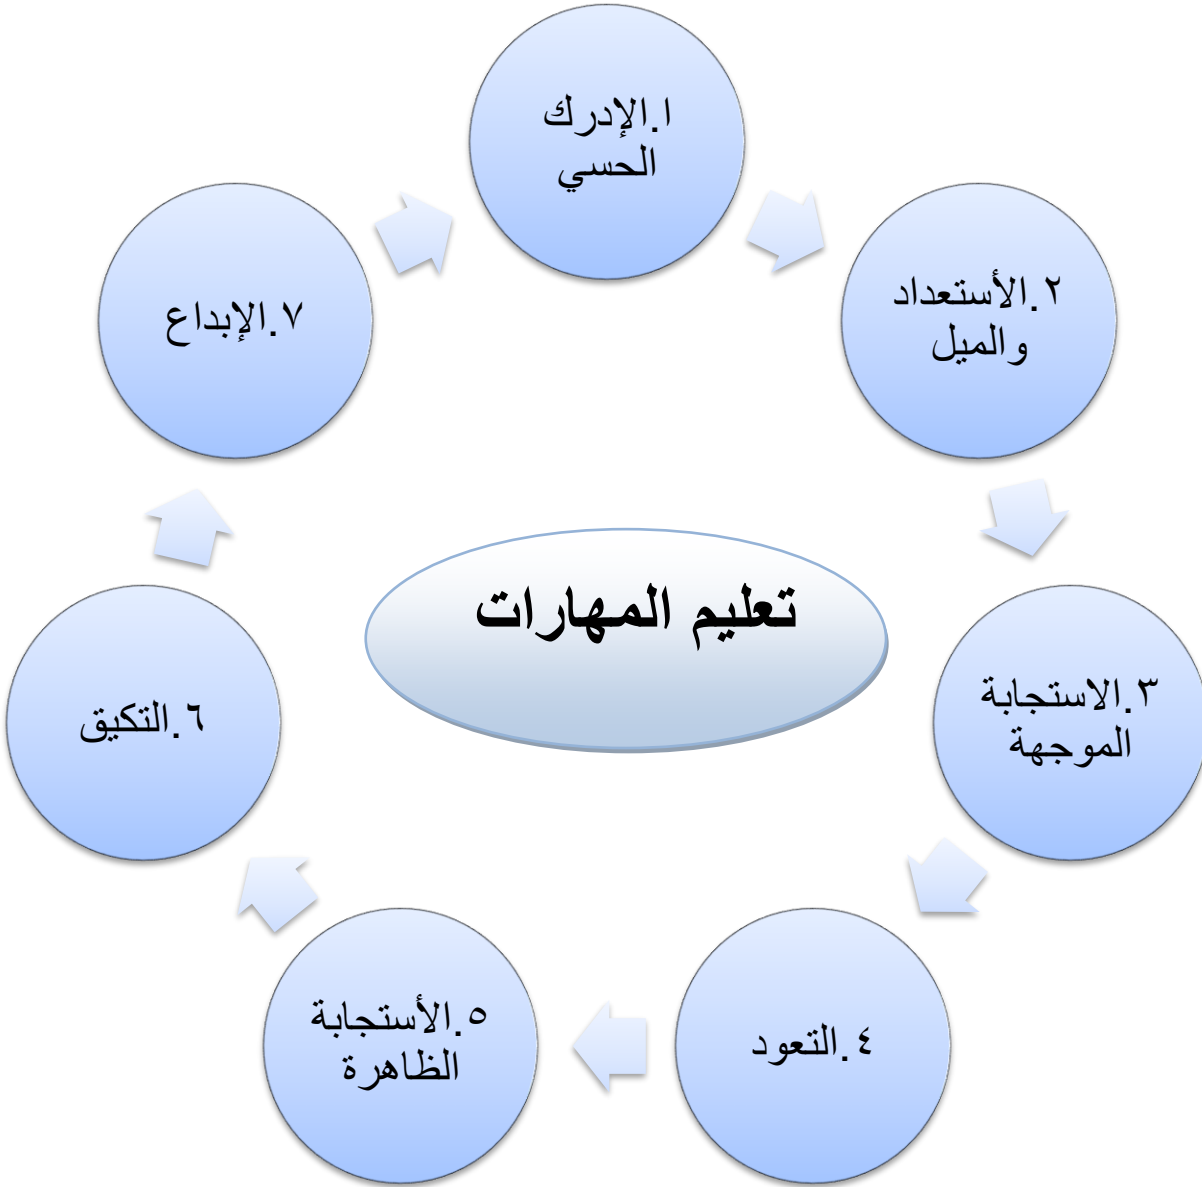 ا.الإدرك
الحسي
٢.الأستعداد
والميل
٣.الاستجابة
الموجهة
٤.التعود
٥.الأستجابة
الظاهرة
٦.التكيق
٧.الإبداع
تعليم المهارات